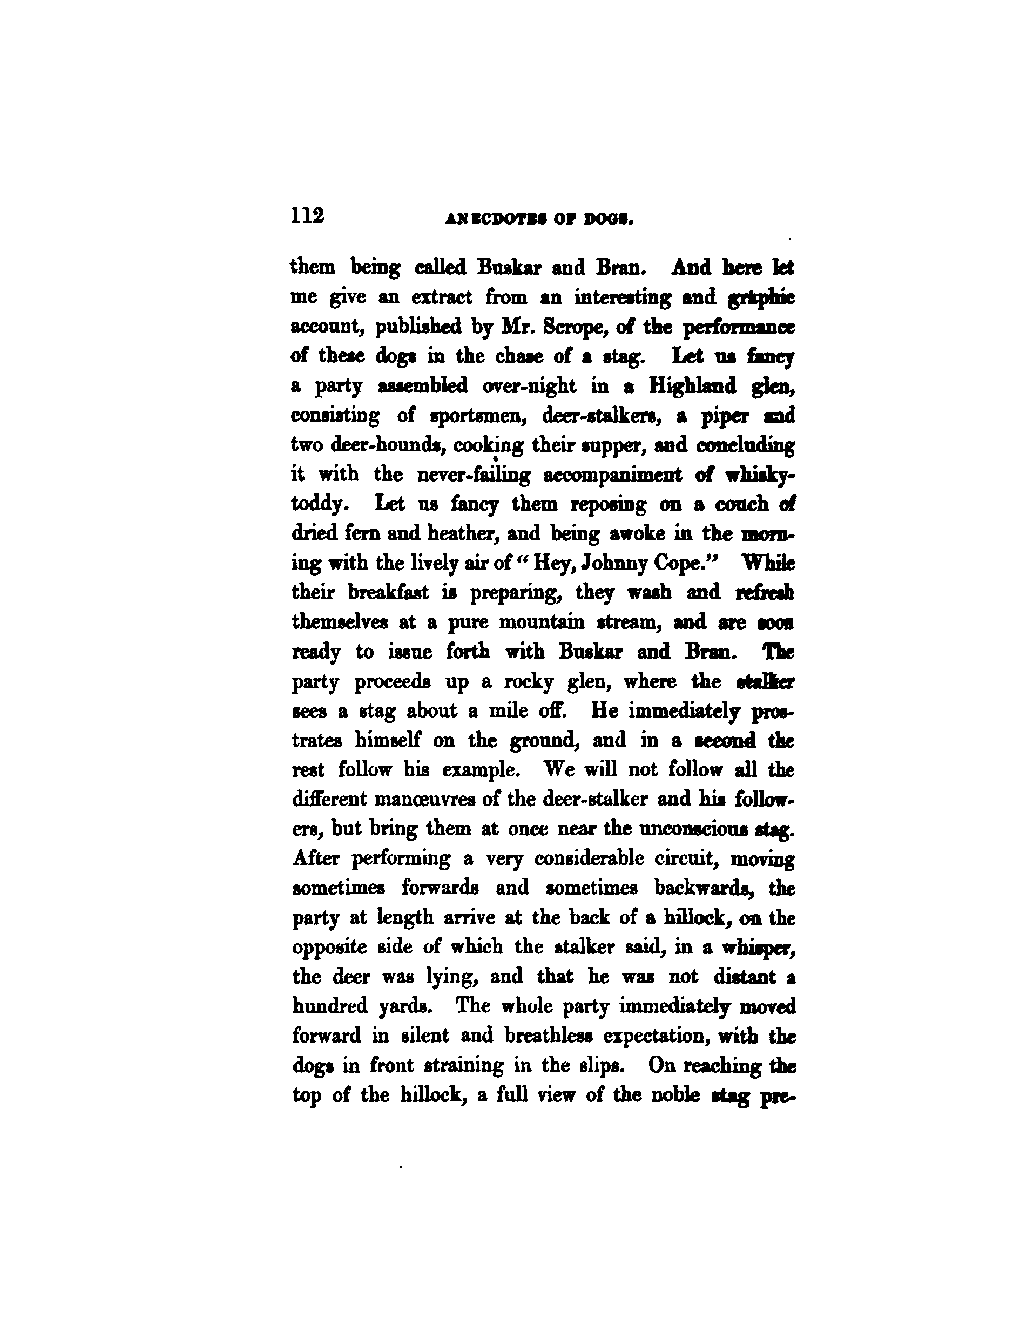 112 ANECDOTES OF DOGS.
them being called Buskar and Bran. And here let
me give an extract from an interesting and graphic
account, published by Mr. Scrope, of the performance
of these dogs in the chase of a stag. Let us fancy
a party assembled over-night in a Highland glen,
consisting of sportsmen, deer-stalkers, a piper and
two deer-hounds, cooking their supper, and concluding
it with the never-failing accompaniment of whisky-
toddy. Let us fancy them reposing on a couch of
dried fern and heather, and being awoke in the morn-
ing with the lively air of “ Hey, Johnny Cope.” While
their breakfast is preparing, they wash and refresh
themselves at a pure mountain stream, and are soon
ready to issue forth with Buskar and Bran. The
party proceeds up a rocky glen, where the stalker
sees a stag about a mile off. He immediately pros-
trates himself on the ground, and in a second the
rest follow his example. We will not follow all the
different manœuvres of the deer-stalker and his follow-
ers, but bring them at once near the unconscious stag.
After performing a very considerable circuit, moving
sometimes forwards and sometimes backwards, the
party at length arrive at the back of a hillock, on the
opposite side of which the stalker said, in a whisper,
the deer was lying, and that he was not distant a
hundred yards. The whole party immediately moved
forward in silent and breathless expectation, with the
dogs in front straining in the slips. On reaching the
top of the hillock, a full view of the noble stag pre-